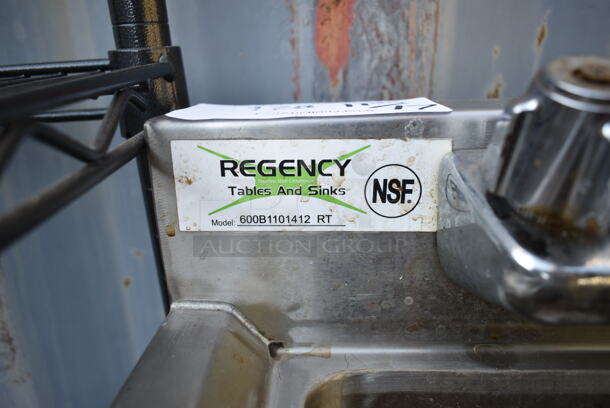 REGENCY
Tables And Sinks
NSF.
Model: 600B1101412 RT
AUCTION GROUP